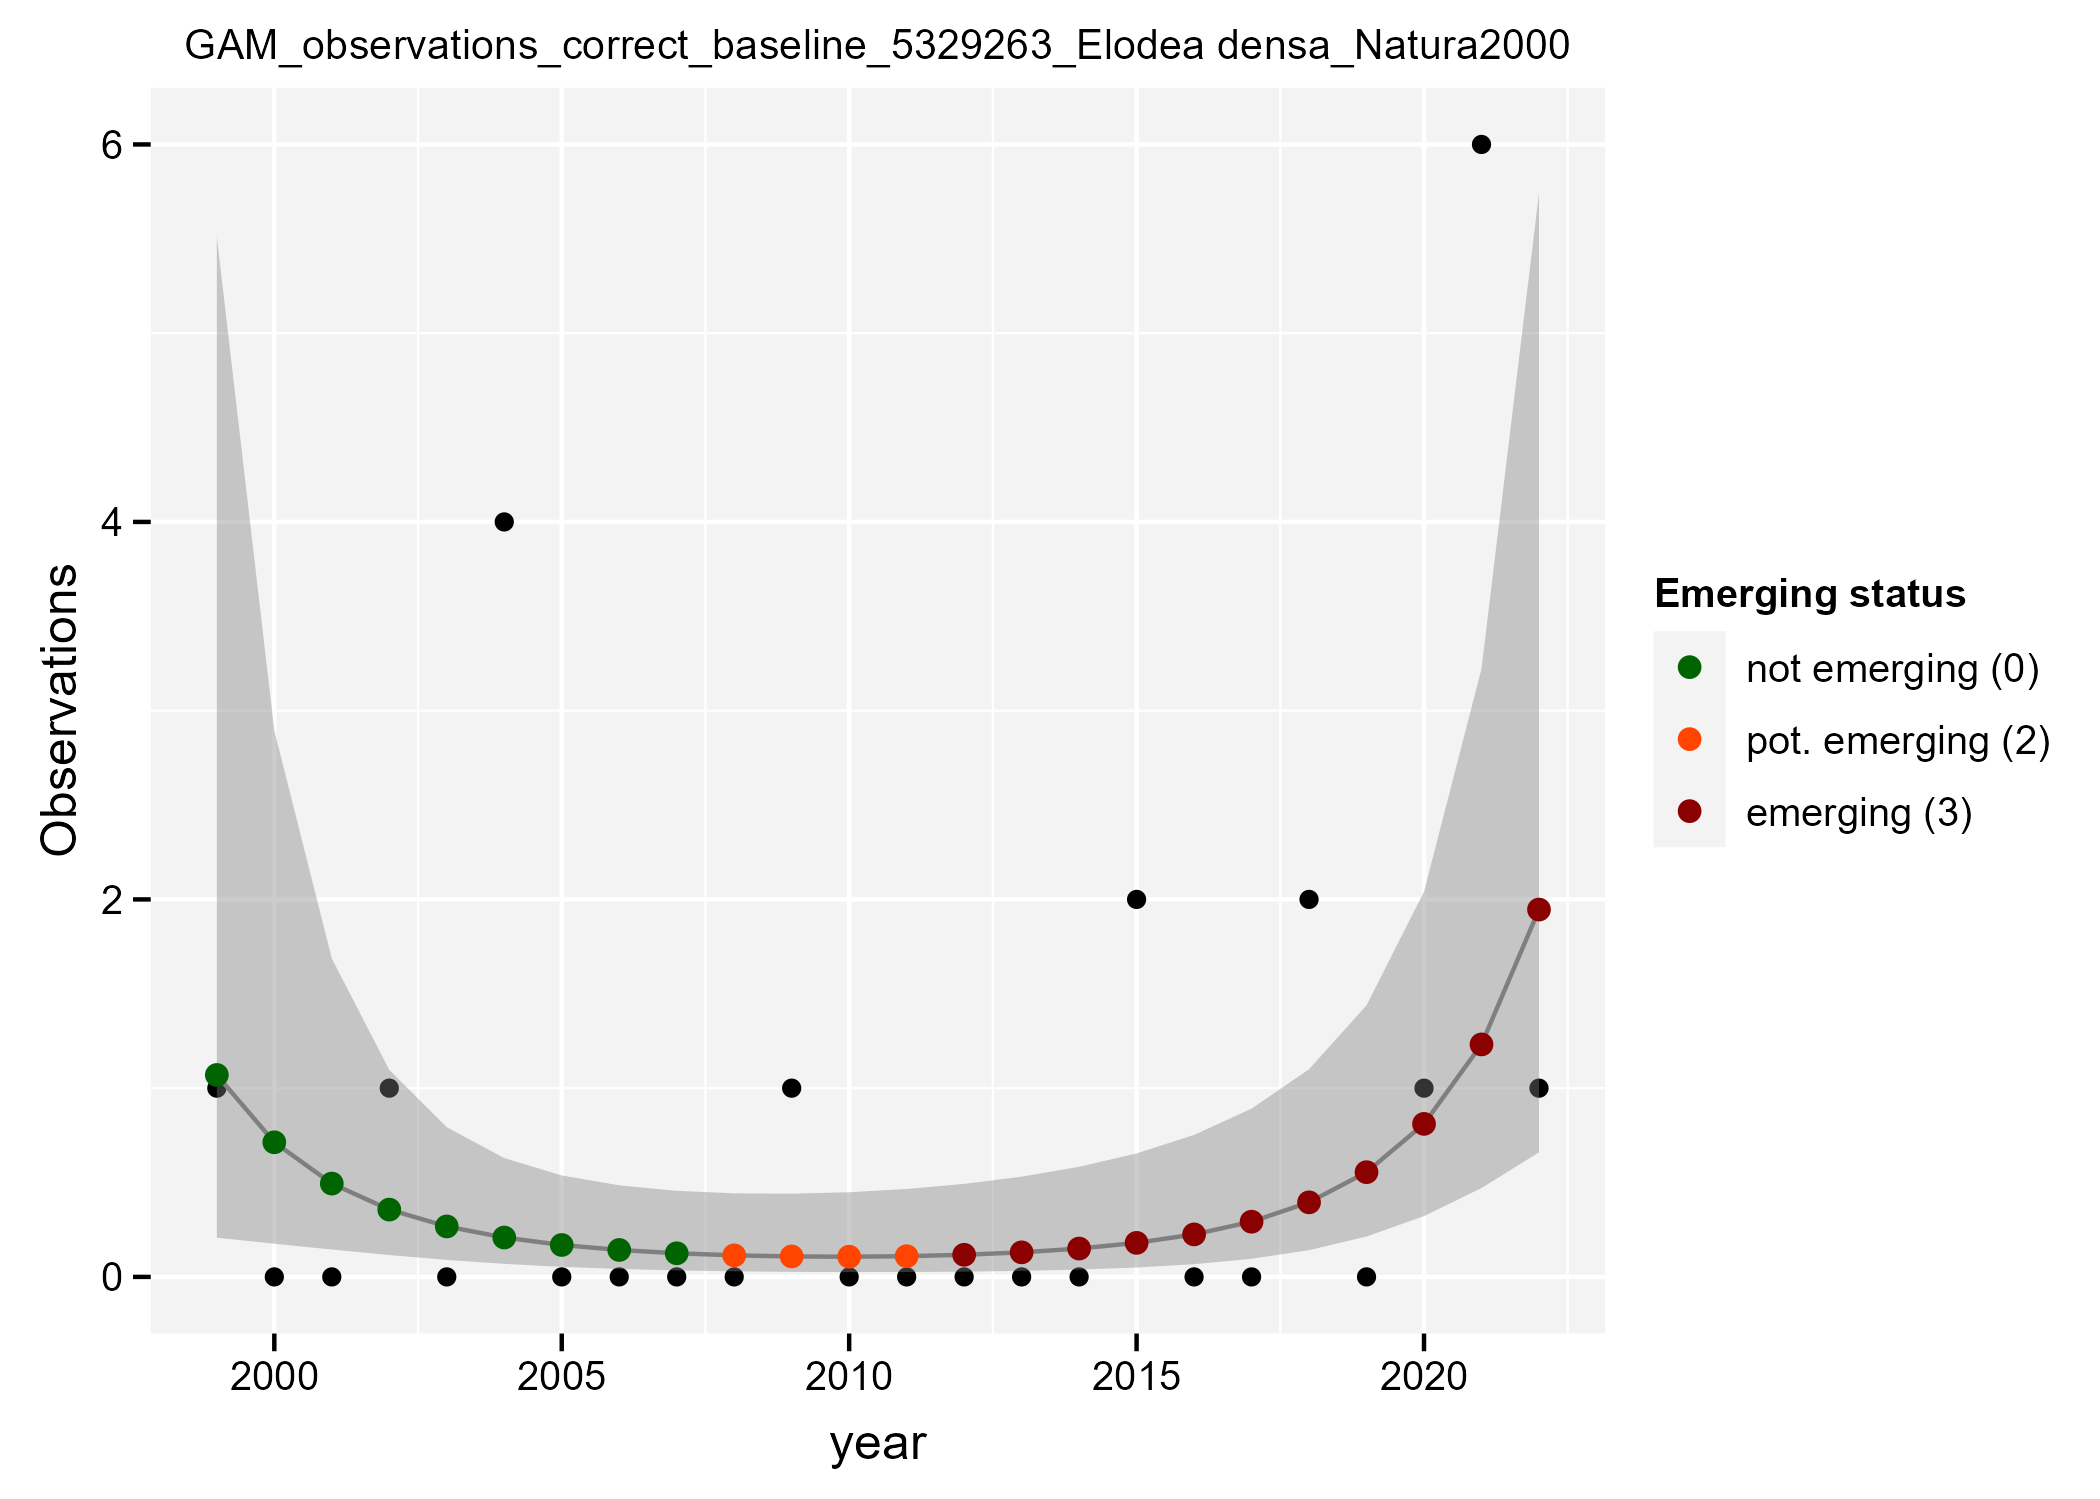 GAM_observations_correct_baseline_5329263_Elodea densa_Natura2000
6
4
2
0
Observations
2000 2005 2010 2015 2020
year
Emerging status
not emerging (0)
pot. emerging (2)
emerging (3)